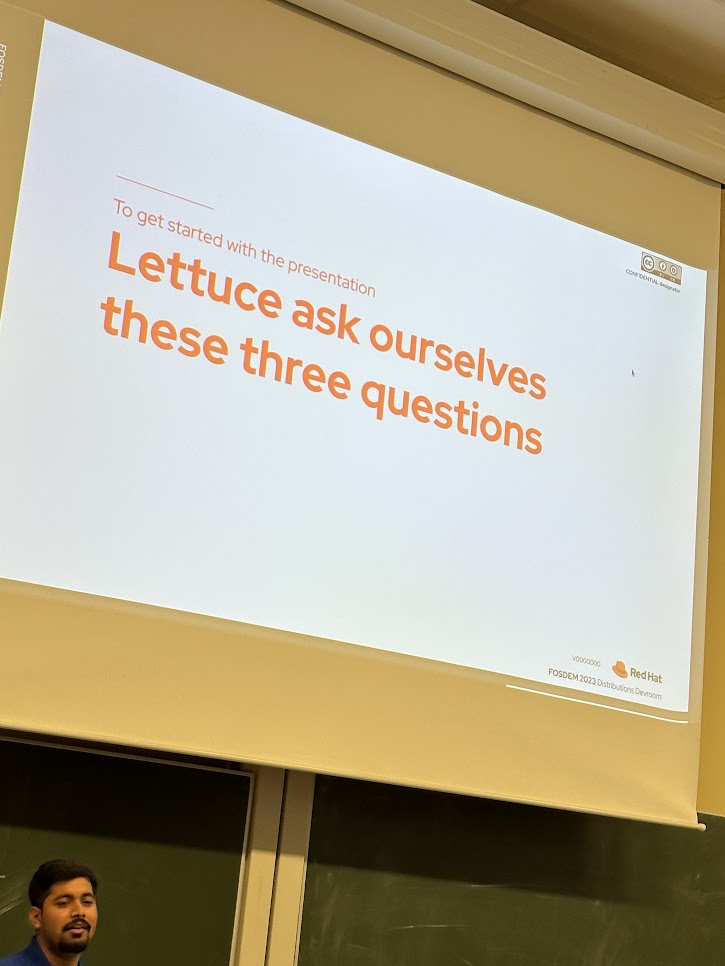 To get started with the presentation
Lettuce ask ourselves
these three questions
CONFIDENTIAL designator
V0000000
Red Hat
FOSDEM 2023 Distributions Devroom